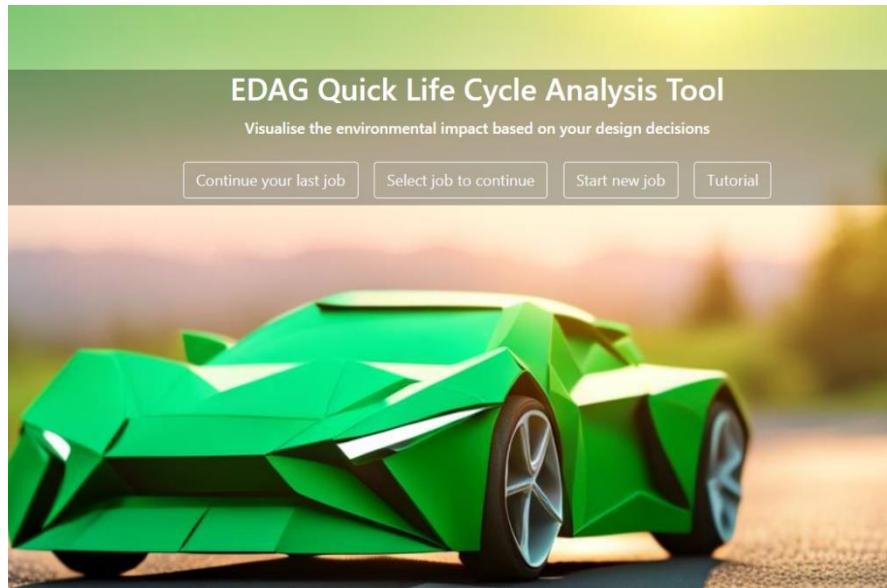 EDAG Quick Life Cycle Analysis Tool
Visualise the environmental impact based on your design decisions
Continue your last job
Select job to continue
Start new job
Tutorial